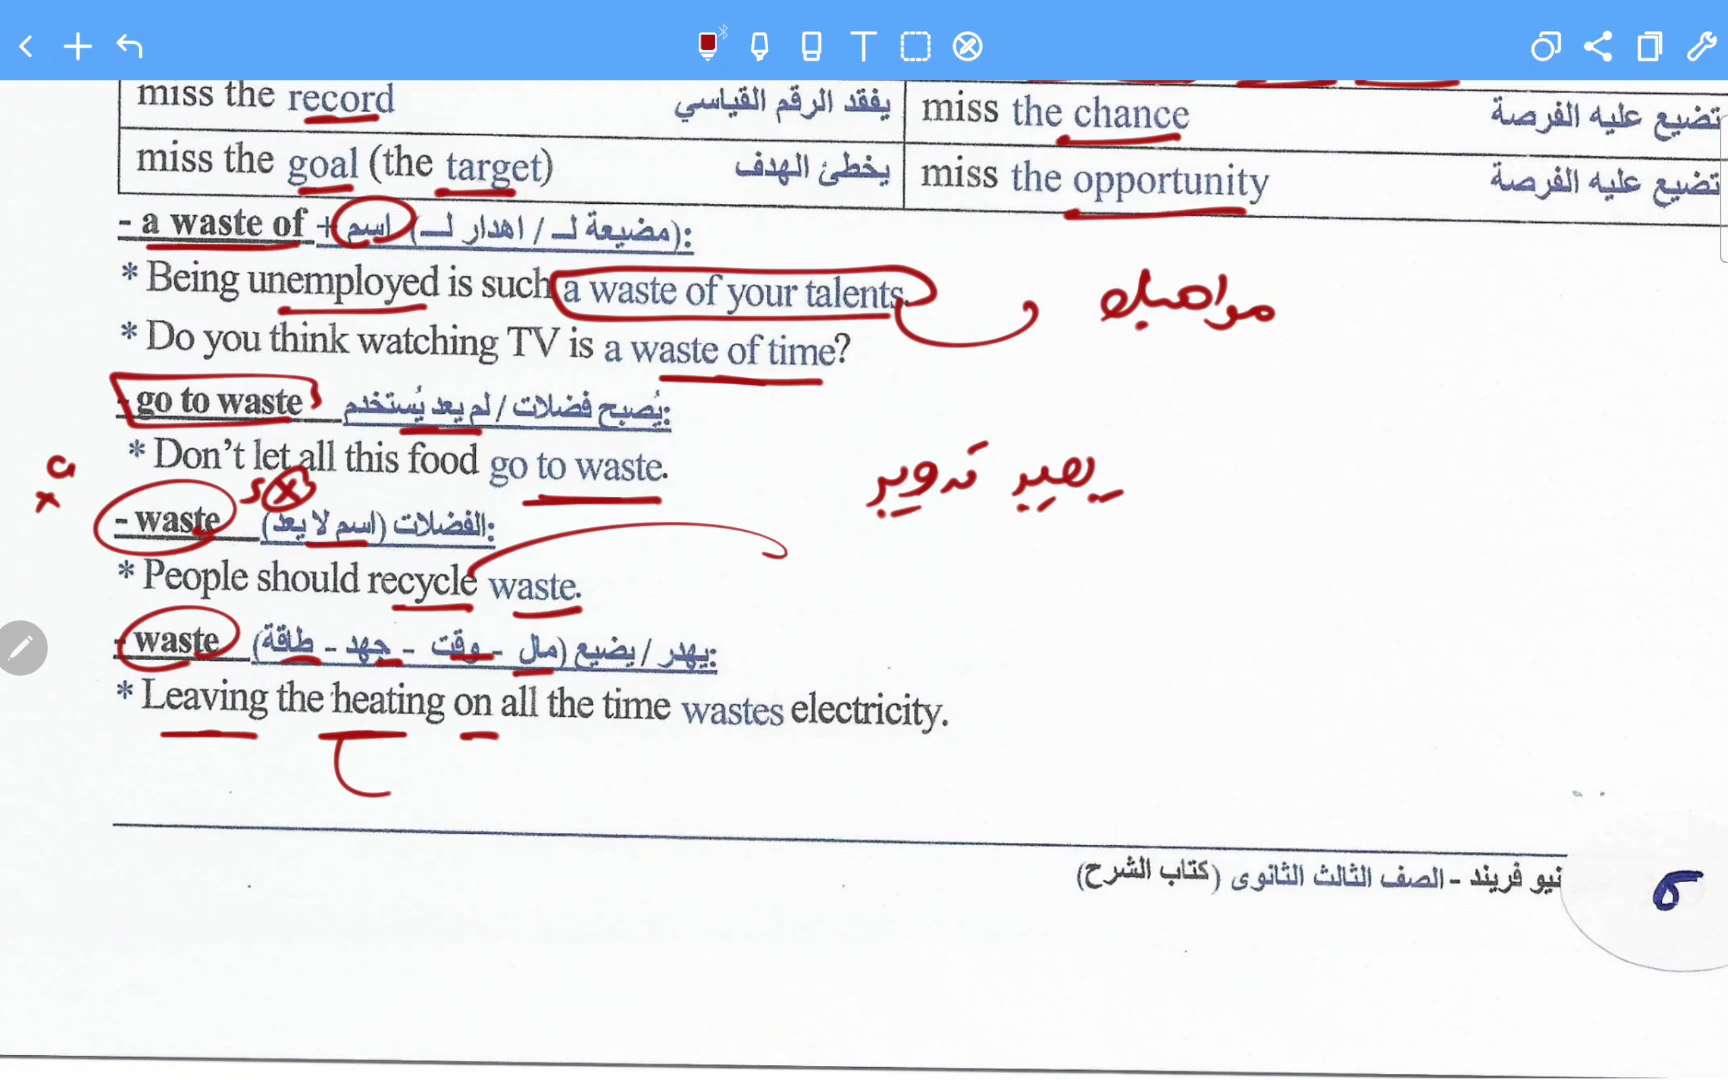 miss the record يفقد الرقم القياسي miss the chance تضيع عليه الفرصة
miss the goal (the target) يخطئ الهدف miss the opportunity تضيع عليه الفرصة
- a waste of + اسم (مضيعة لـ / اهدار لـ):
* Being unemployed is such a waste of your talents. مواهبك
* Do you think watching TV is a waste of time?
- go to waste يُصبح فضلات / لم يعد يُستخدم:
* Don't let all this food go to waste.
يعيد تدوير
- waste الفضلات (اسم لا يعد):
* People should recycle waste.
- waste يهدر / يضيع (مال - وقت - جهد - طاقة):
* Leaving the heating on all the time wastes electricity.
نيو فريند - الصف الثالث الثانوى (كتاب الشرح)